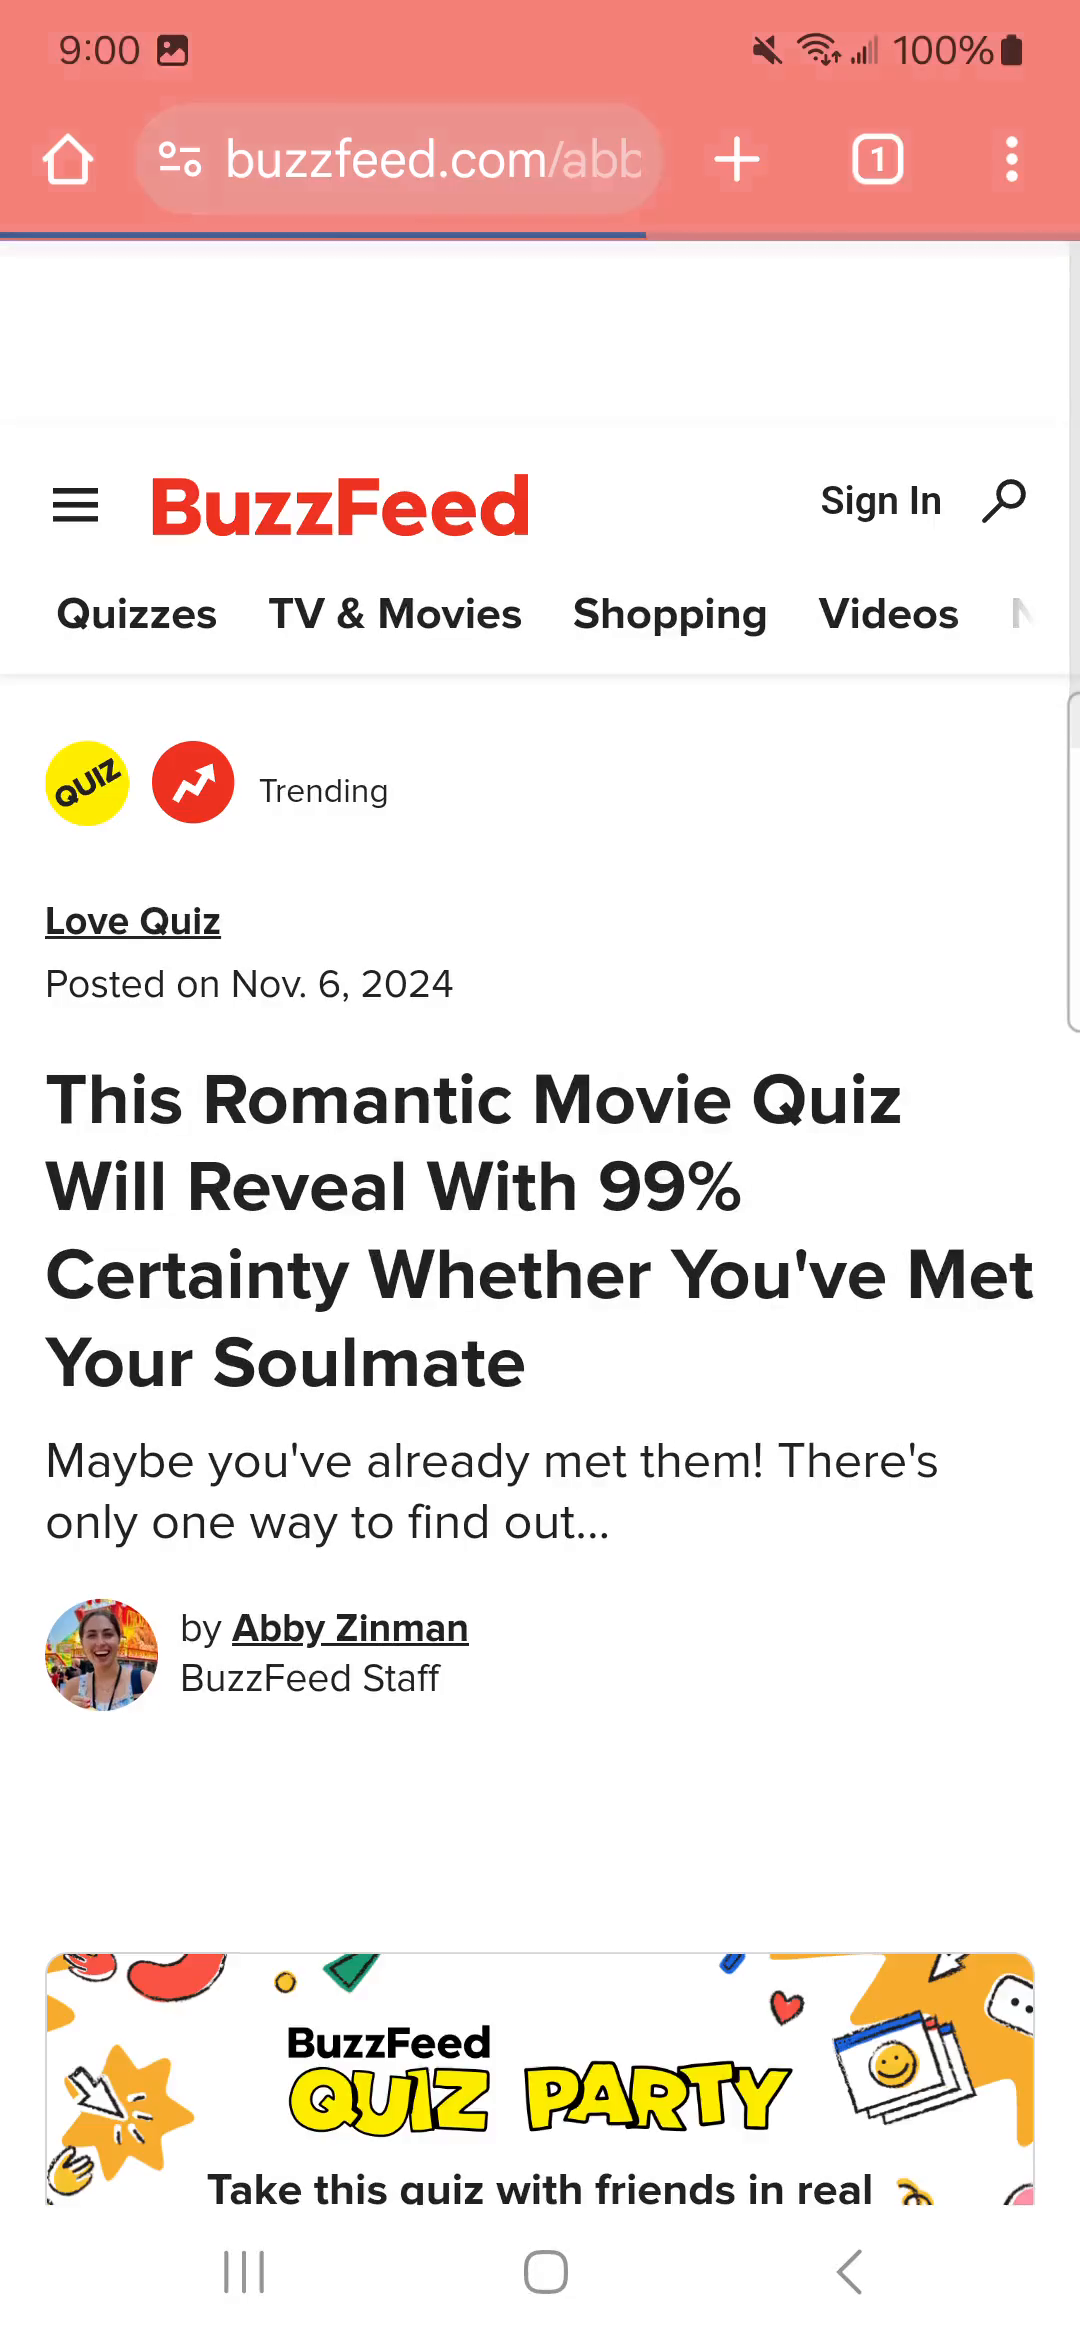 9:00
100%
buzzfeed.com/abb
1
BuzzFeed
Sign In
Quizzes TV & Movies Shopping Videos
QUIZ
Trending
Love Quiz
Posted on Nov. 6, 2024
This Romantic Movie Quiz
Will Reveal With 99%
Certainty Whether You've Met
Your Soulmate
Maybe you've already met them! There's
only one way to find out...
by Abby Zinman
BuzzFeed Staff
BuzzFeed
QUIZ PARTY
Take this quiz with friends in real